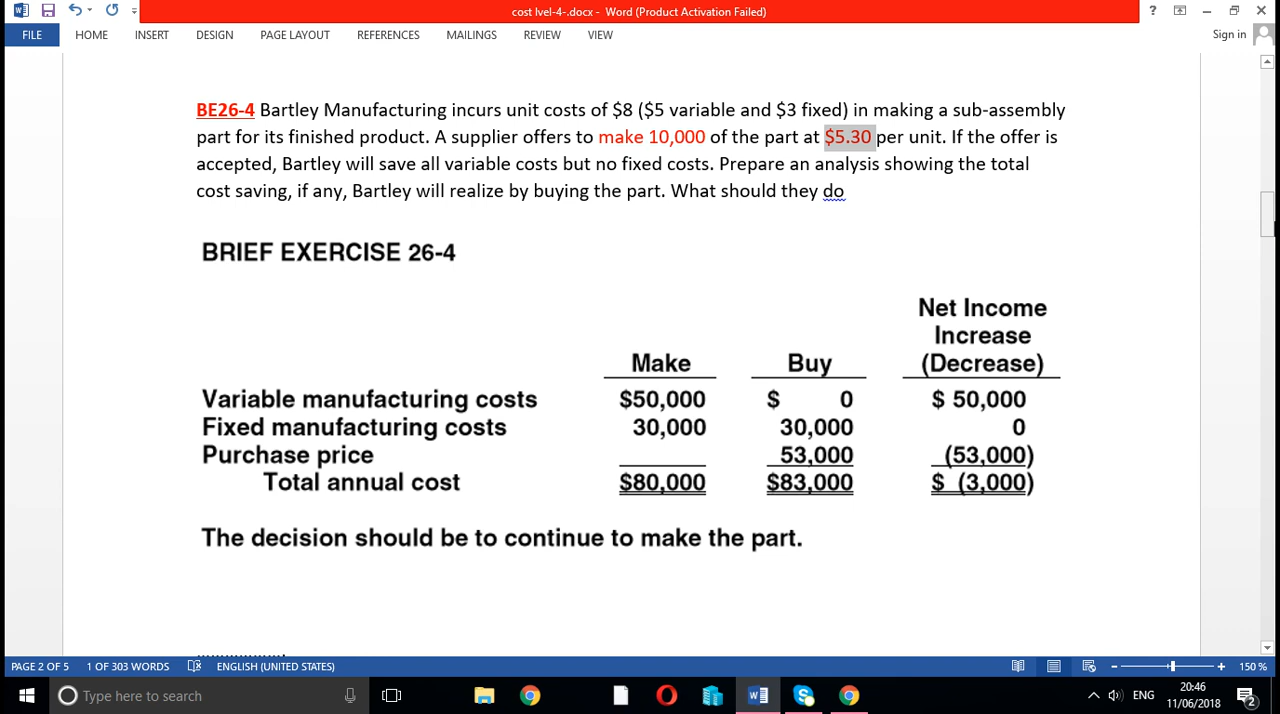 cost lvel-4-.docx - Word (Product Activation Failed)
FILE HOME INSERT DESIGN PAGE LAYOUT REFERENCES MAILINGS REVIEW VIEW Sign in
BE26-4 Bartley Manufacturing incurs unit costs of $8 ($5 variable and $3 fixed) in making a sub-assembly
part for its finished product. A supplier offers to make 10,000 of the part at $5.30 per unit. If the offer is
accepted, Bartley will save all variable costs but no fixed costs. Prepare an analysis showing the total
cost saving, if any, Bartley will realize by buying the part. What should they do
BRIEF EXERCISE 26-4
Net Income
Increase
Make Buy (Decrease)
Variable manufacturing costs $50,000 $ 0 $ 50,000
Fixed manufacturing costs 30,000 30,000 0
Purchase price 53,000 (53,000)
Total annual cost $80,000 $83,000 $ (3,000)
The decision should be to continue to make the part.
PAGE 2 OF 5 1 OF 303 WORDS ENGLISH (UNITED STATES) 150 %
Type here to search ENG 20:46
11/06/2018 2